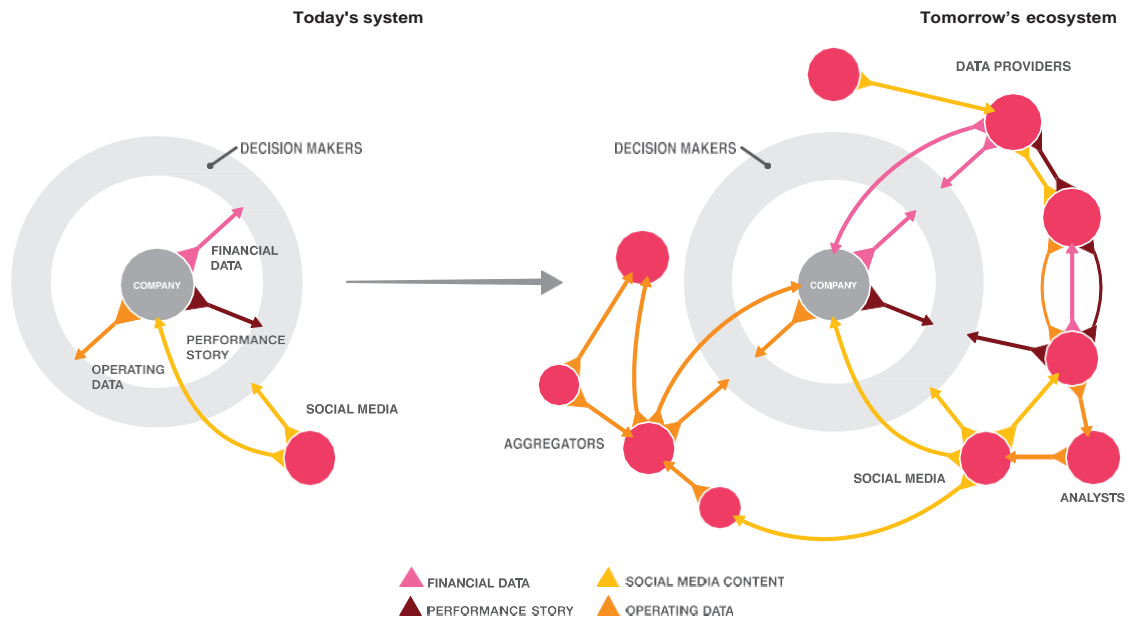 Today's system
Tomorrow’s ecosystem
DECISION MAKERS
FINANCIAL
DATA
COMPANY
PERFORMANCE
STORY
OPERATING
DATA
SOCIAL MEDIA
DATA PROVIDERS
DECISION MAKERS
COMPANY
AGGREGATORS
SOCIAL MEDIA
ANALYSTS
FINANCIAL DATA
SOCIAL MEDIA CONTENT
PERFORMANCE STORY
OPERATING DATA